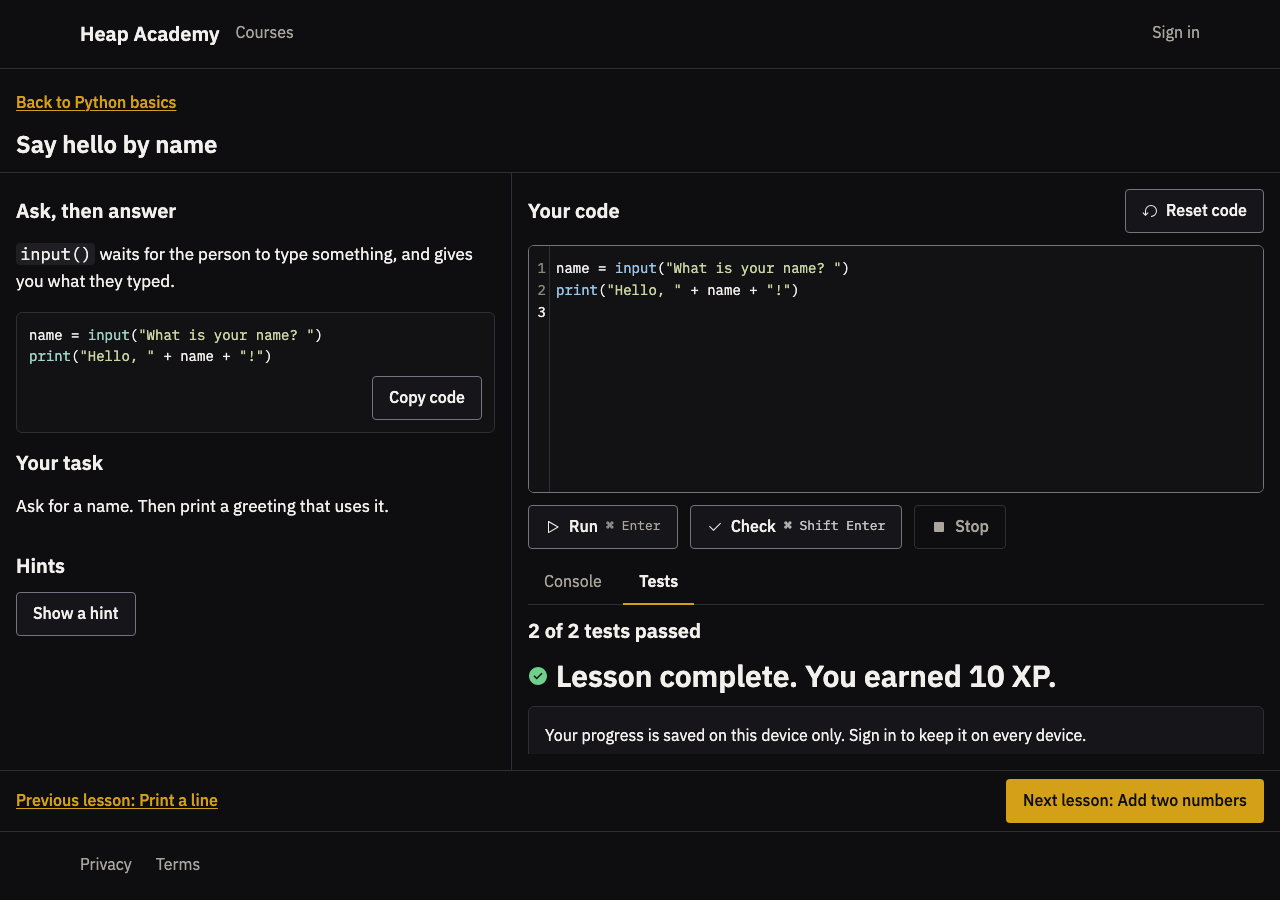 Heap Academy
Courses
Sign in
Back to Python basics
Say hello by name
Ask, then answer
input() waits for the person to type something, and gives
you what they typed.
name = input("What is your name? ")
print("Hello, " + name + "!")
Copy code
Your task
Ask for a name. Then print a greeting that uses it.
Hints
Show a hint
Your code
Reset code
1 name = input("What is your name? ")
2 print("Hello, " + name + "!")
3
Run ⌘ Enter
Check ⌘ Shift Enter
Stop
Console
Tests
2 of 2 tests passed
Lesson complete. You earned 10 XP.
Your progress is saved on this device only. Sign in to keep it on every device.
Previous lesson: Print a line
Next lesson: Add two numbers
Privacy
Terms